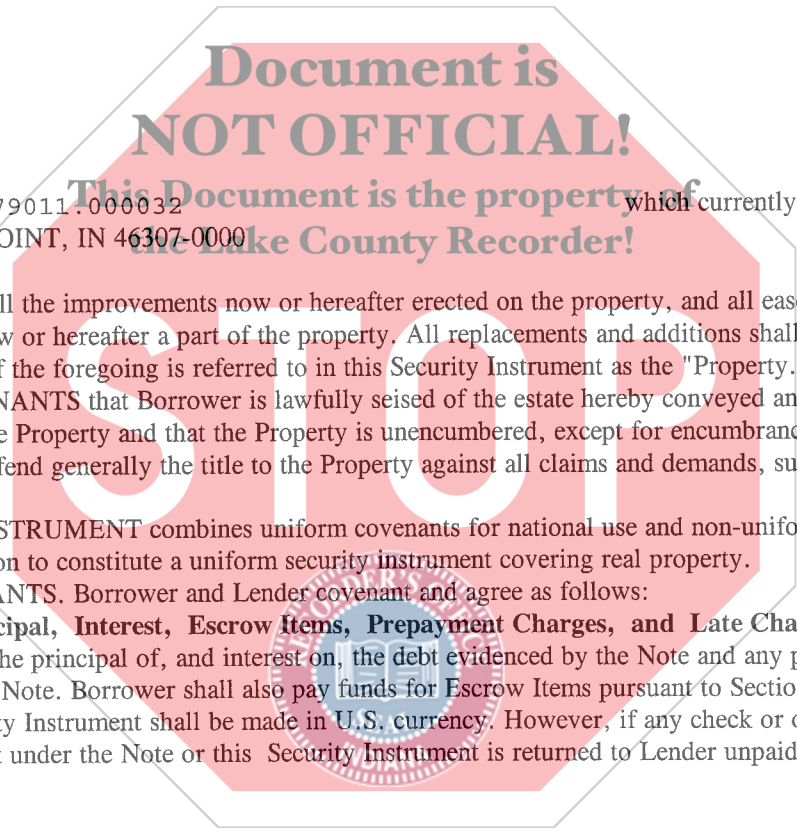 Document is
NOT OFFICIAL!
This Document is the property of
the Lake County Recorder!
79011.000032 which currently
OINT, IN 46307-0000
ll the improvements now or hereafter erected on the property, and all eas
w or hereafter a part of the property. All replacements and additions shall
f the foregoing is referred to in this Security Instrument as the "Property.
NANTS that Borrower is lawfully seised of the estate hereby conveyed an
e Property and that the Property is unencumbered, except for encumbranc
fend generally the title to the Property against all claims and demands, su
STOP
STRUMENT combines uniform covenants for national use and non-unifo
on to constitute a uniform security instrument covering real property.
ANTS. Borrower and Lender covenant and agree as follows:
cipal, Interest, Escrow Items, Prepayment Charges, and Late Cha
he principal of, and interest on, the debt evidenced by the Note and any p
Note. Borrower shall also pay funds for Escrow Items pursuant to Sectio
ty Instrument shall be made in U.S. currency. However, if any check or
t under the Note or this Security Instrument is returned to Lender unpaid
RECORDER'S OFFICE
INDIANA